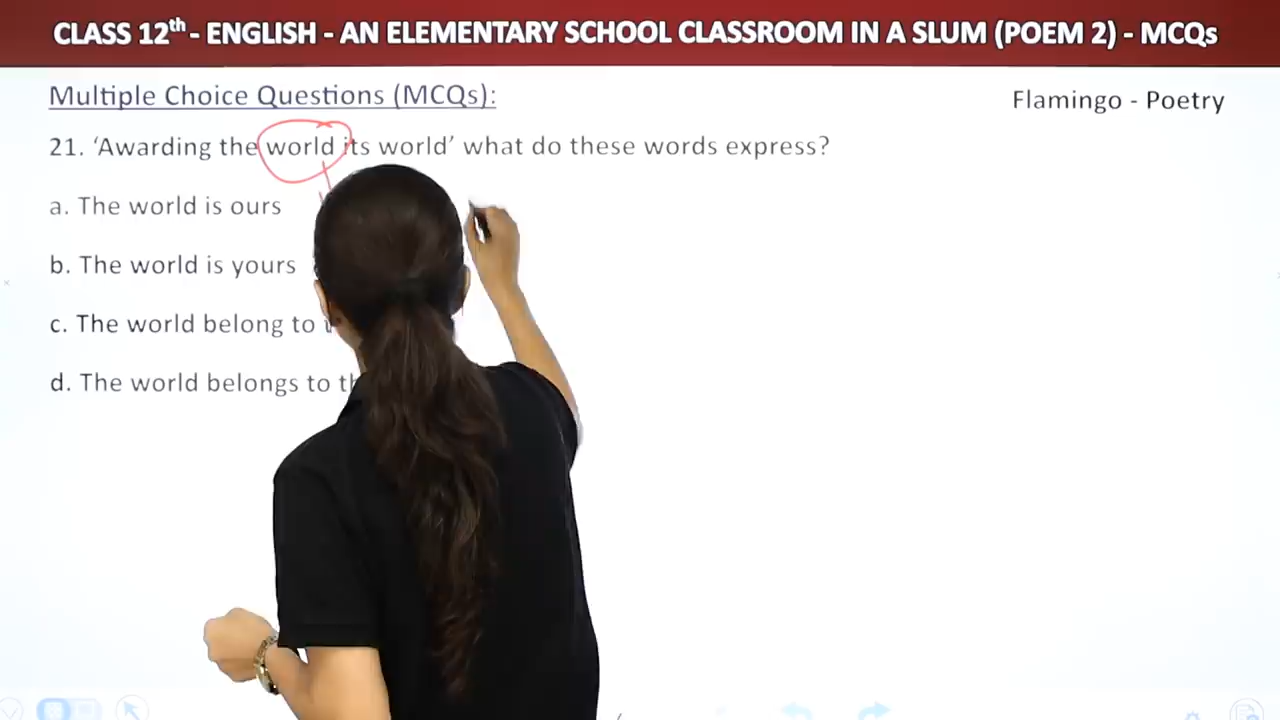 CLASS 12th - ENGLISH - AN ELEMENTARY SCHOOL CLASSROOM IN A SLUM (POEM 2) - MCQs
Multiple Choice Questions (MCQs):
Flamingo - Poetry
21. ‘Awarding the world its world’ what do these words express?
a. The world is ours
b. The world is yours
c. The world belong to
d. The world belongs to